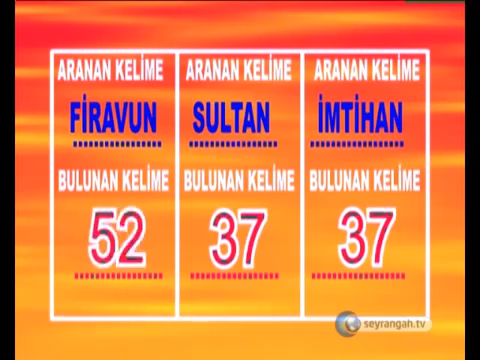 ARANAN KELİME
FİRAVUN
BULUNAN KELİME
52
ARANAN KELİME
SULTAN
BULUNAN KELİME
37
ARANAN KELİME
İMTİHAN
BULUNAN KELİME
37
seyrangah.tv